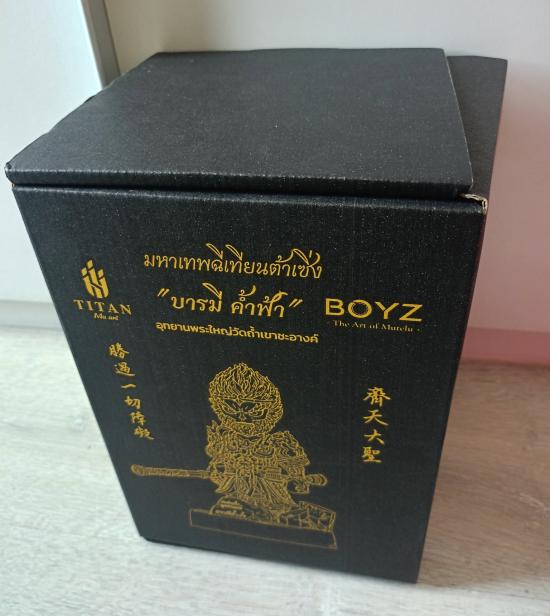 มหาเทพฉีเทียนต้าเซิ่ง
"บารมี ค้ำฟ้า"
อุทยานพระใหญ่วัดถ้ำเขาชะอางค์
TITAN
BOYZ
The Art of Mutelu
勝過一切障礙
齊天大聖